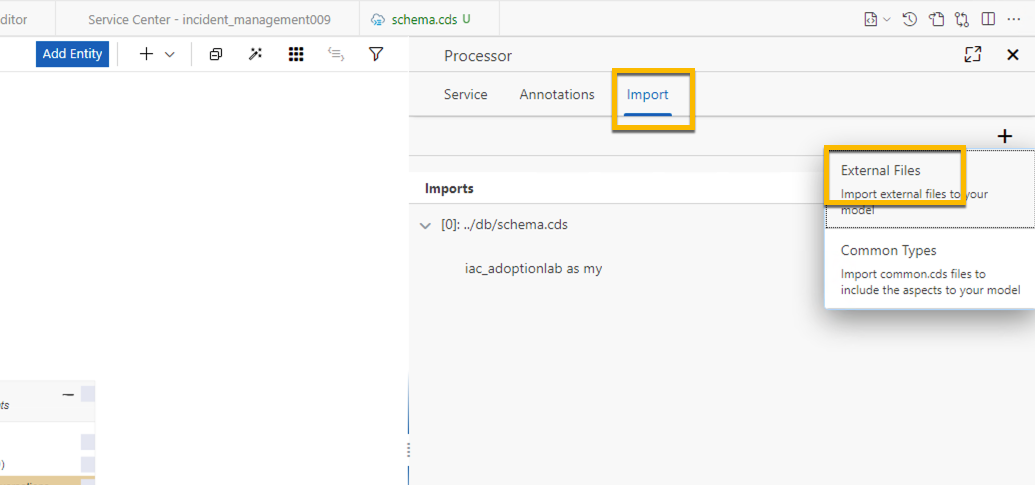 ditor
Service Center - incident_management009
schema.cds U
Add Entity
Processor
Service
Annotations
Import
External Files
Import external files to your
model
Imports
[0]: ../db/schema.cds
Common Types
iac_adoptionlab as my
Import common.cds files to
include the aspects to your model
ts
)